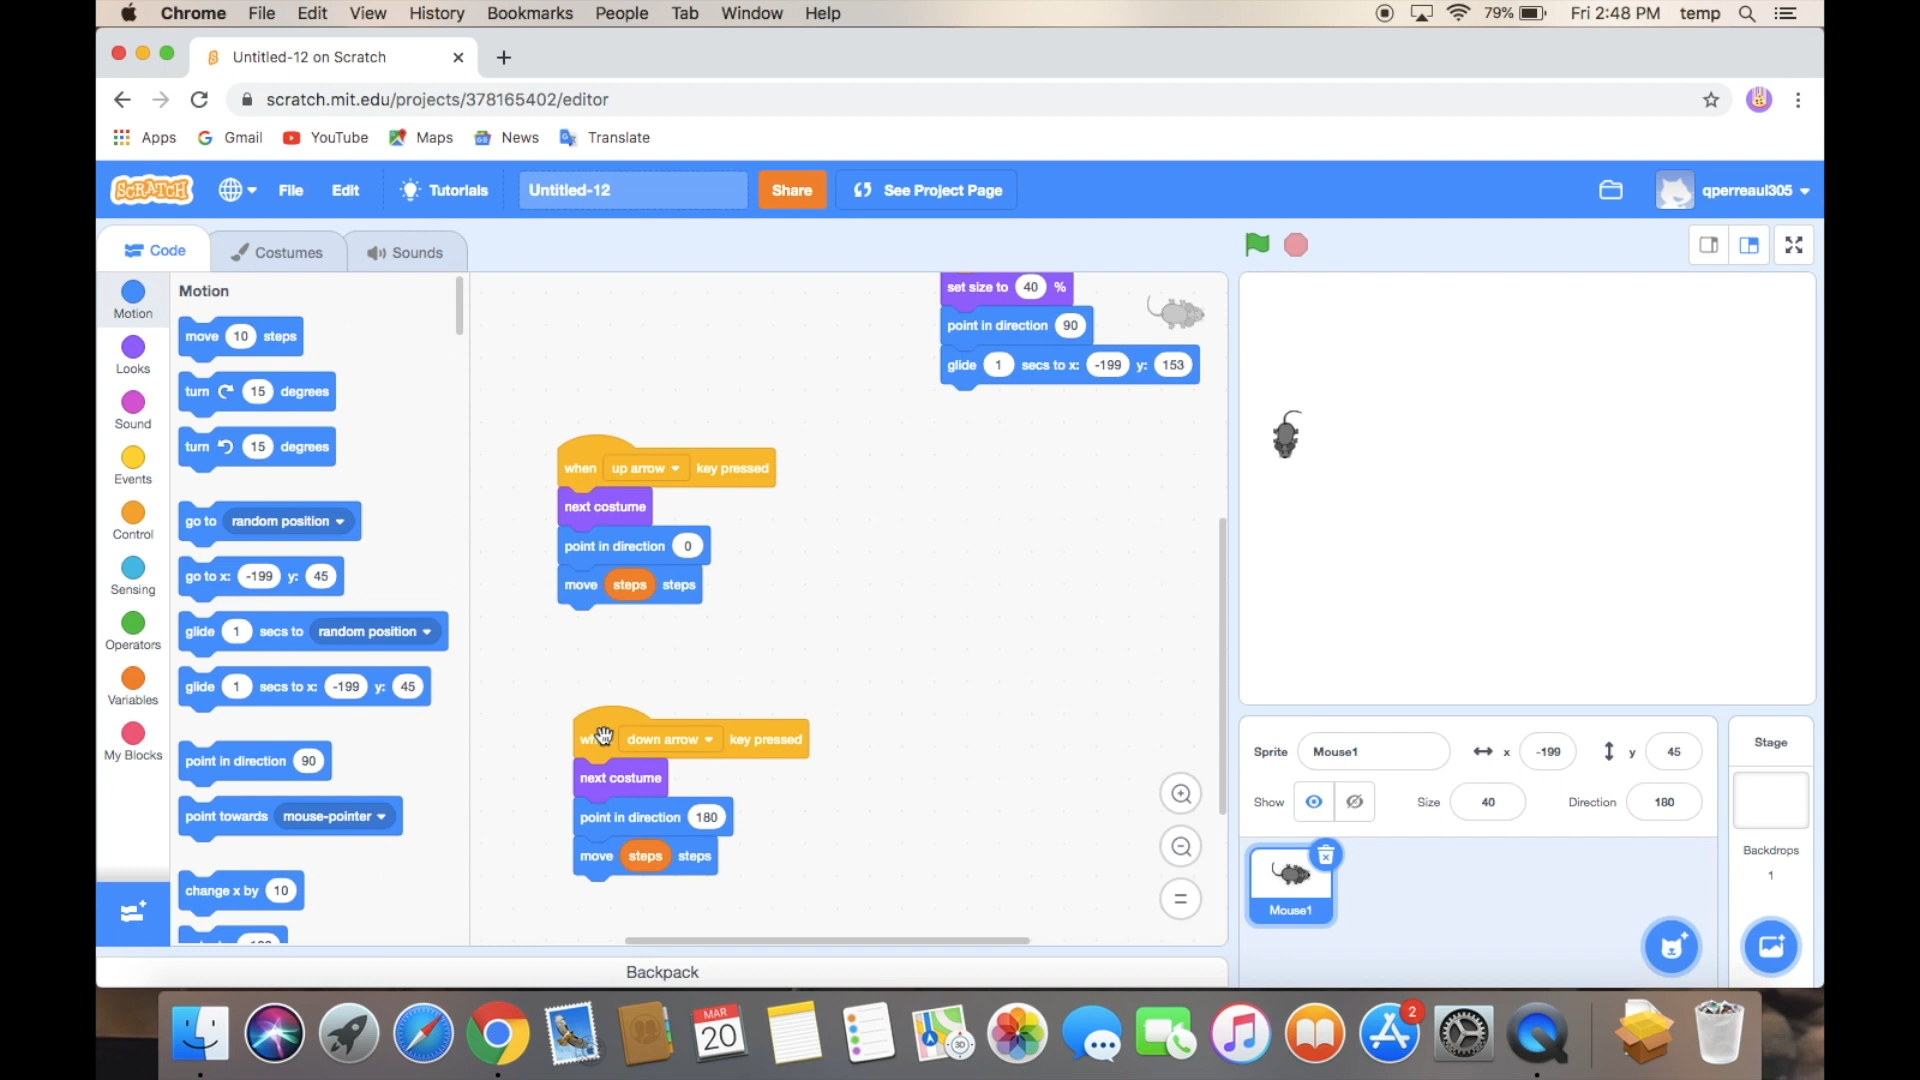 Chrome File Edit View History Bookmarks People Tab Window Help 79% Fri 2:48 PM temp
Untitled-12 on Scratch
scratch.mit.edu/projects/378165402/editor
Apps Gmail YouTube Maps News Translate
SCRATCH File Edit Tutorials Untitled-12 Share See Project Page qperreaul305
Code Costumes Sounds
Motion
Looks
Sound
Events
Control
Sensing
Operators
Variables
My Blocks
Motion
move 10 steps
turn 15 degrees
turn 15 degrees
go to random position
go to x: -199 y: 45
glide 1 secs to random position
glide 1 secs to x: -199 y: 45
point in direction 90
point towards mouse-pointer
change x by 10
set size to 40 %
point in direction 90
glide 1 secs to x: -199 y: 153
when up arrow key pressed
next costume
point in direction 0
move steps steps
down arrow key pressed
next costume
point in direction 180
move steps steps
Backpack
Sprite Mouse1 x -199 y 45
Show Size 40 Direction 180
Mouse1
Stage
Backdrops
1
MAR
20
3D
2